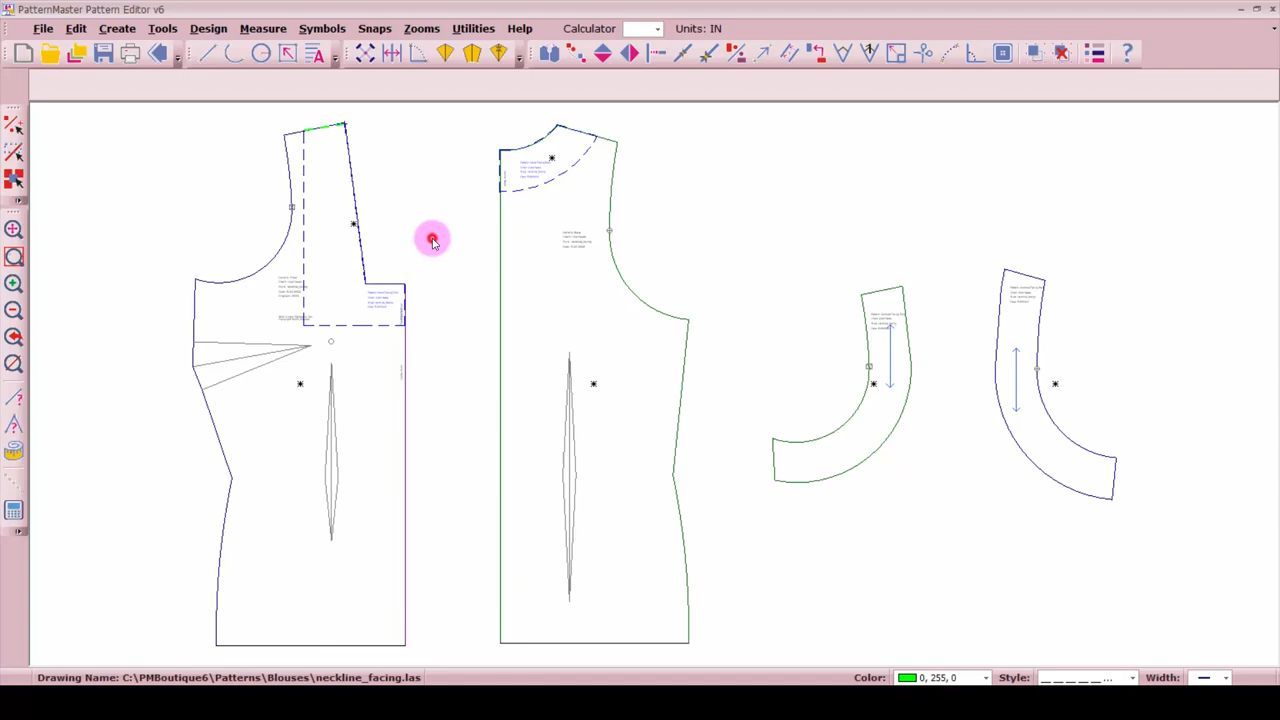 PatternMaster Pattern Editor v6
File Edit Create Tools Design Measure Symbols Snaps Zooms Utilities Help Calculator Units: IN
Drawing Name: C:\PMBoutique6\Patterns\Blouses\neckline_facing.las Color: 0, 255, 0 Style: Width: